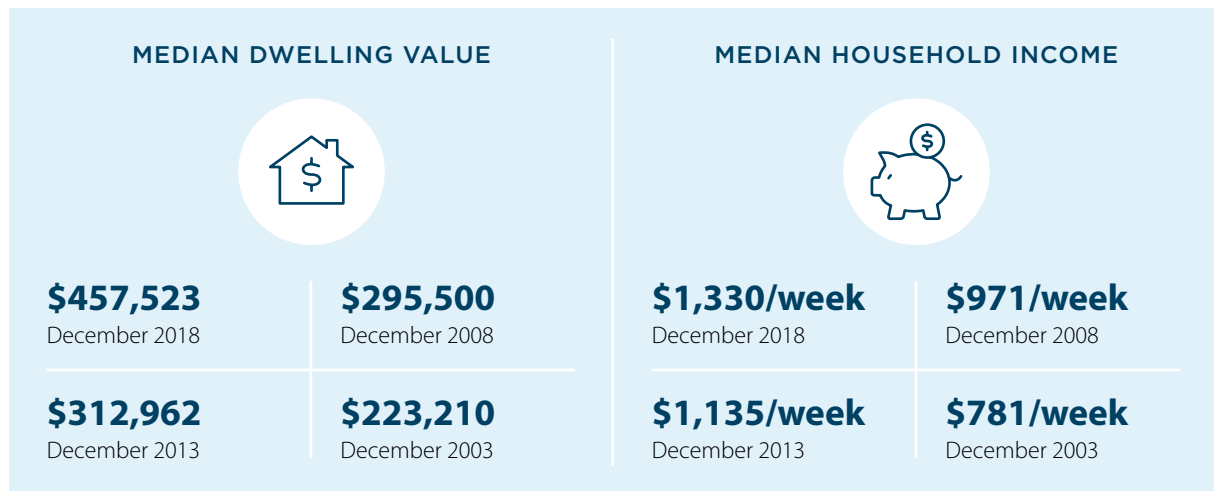 MEDIAN DWELLING VALUE
$
$457,523
December 2018
$295,500
December 2008
$312,962
December 2013
$223,210
December 2003
MEDIAN HOUSEHOLD INCOME
$
$1,330/week
December 2018
$971/week
December 2008
$1,135/week
December 2013
$781/week
December 2003